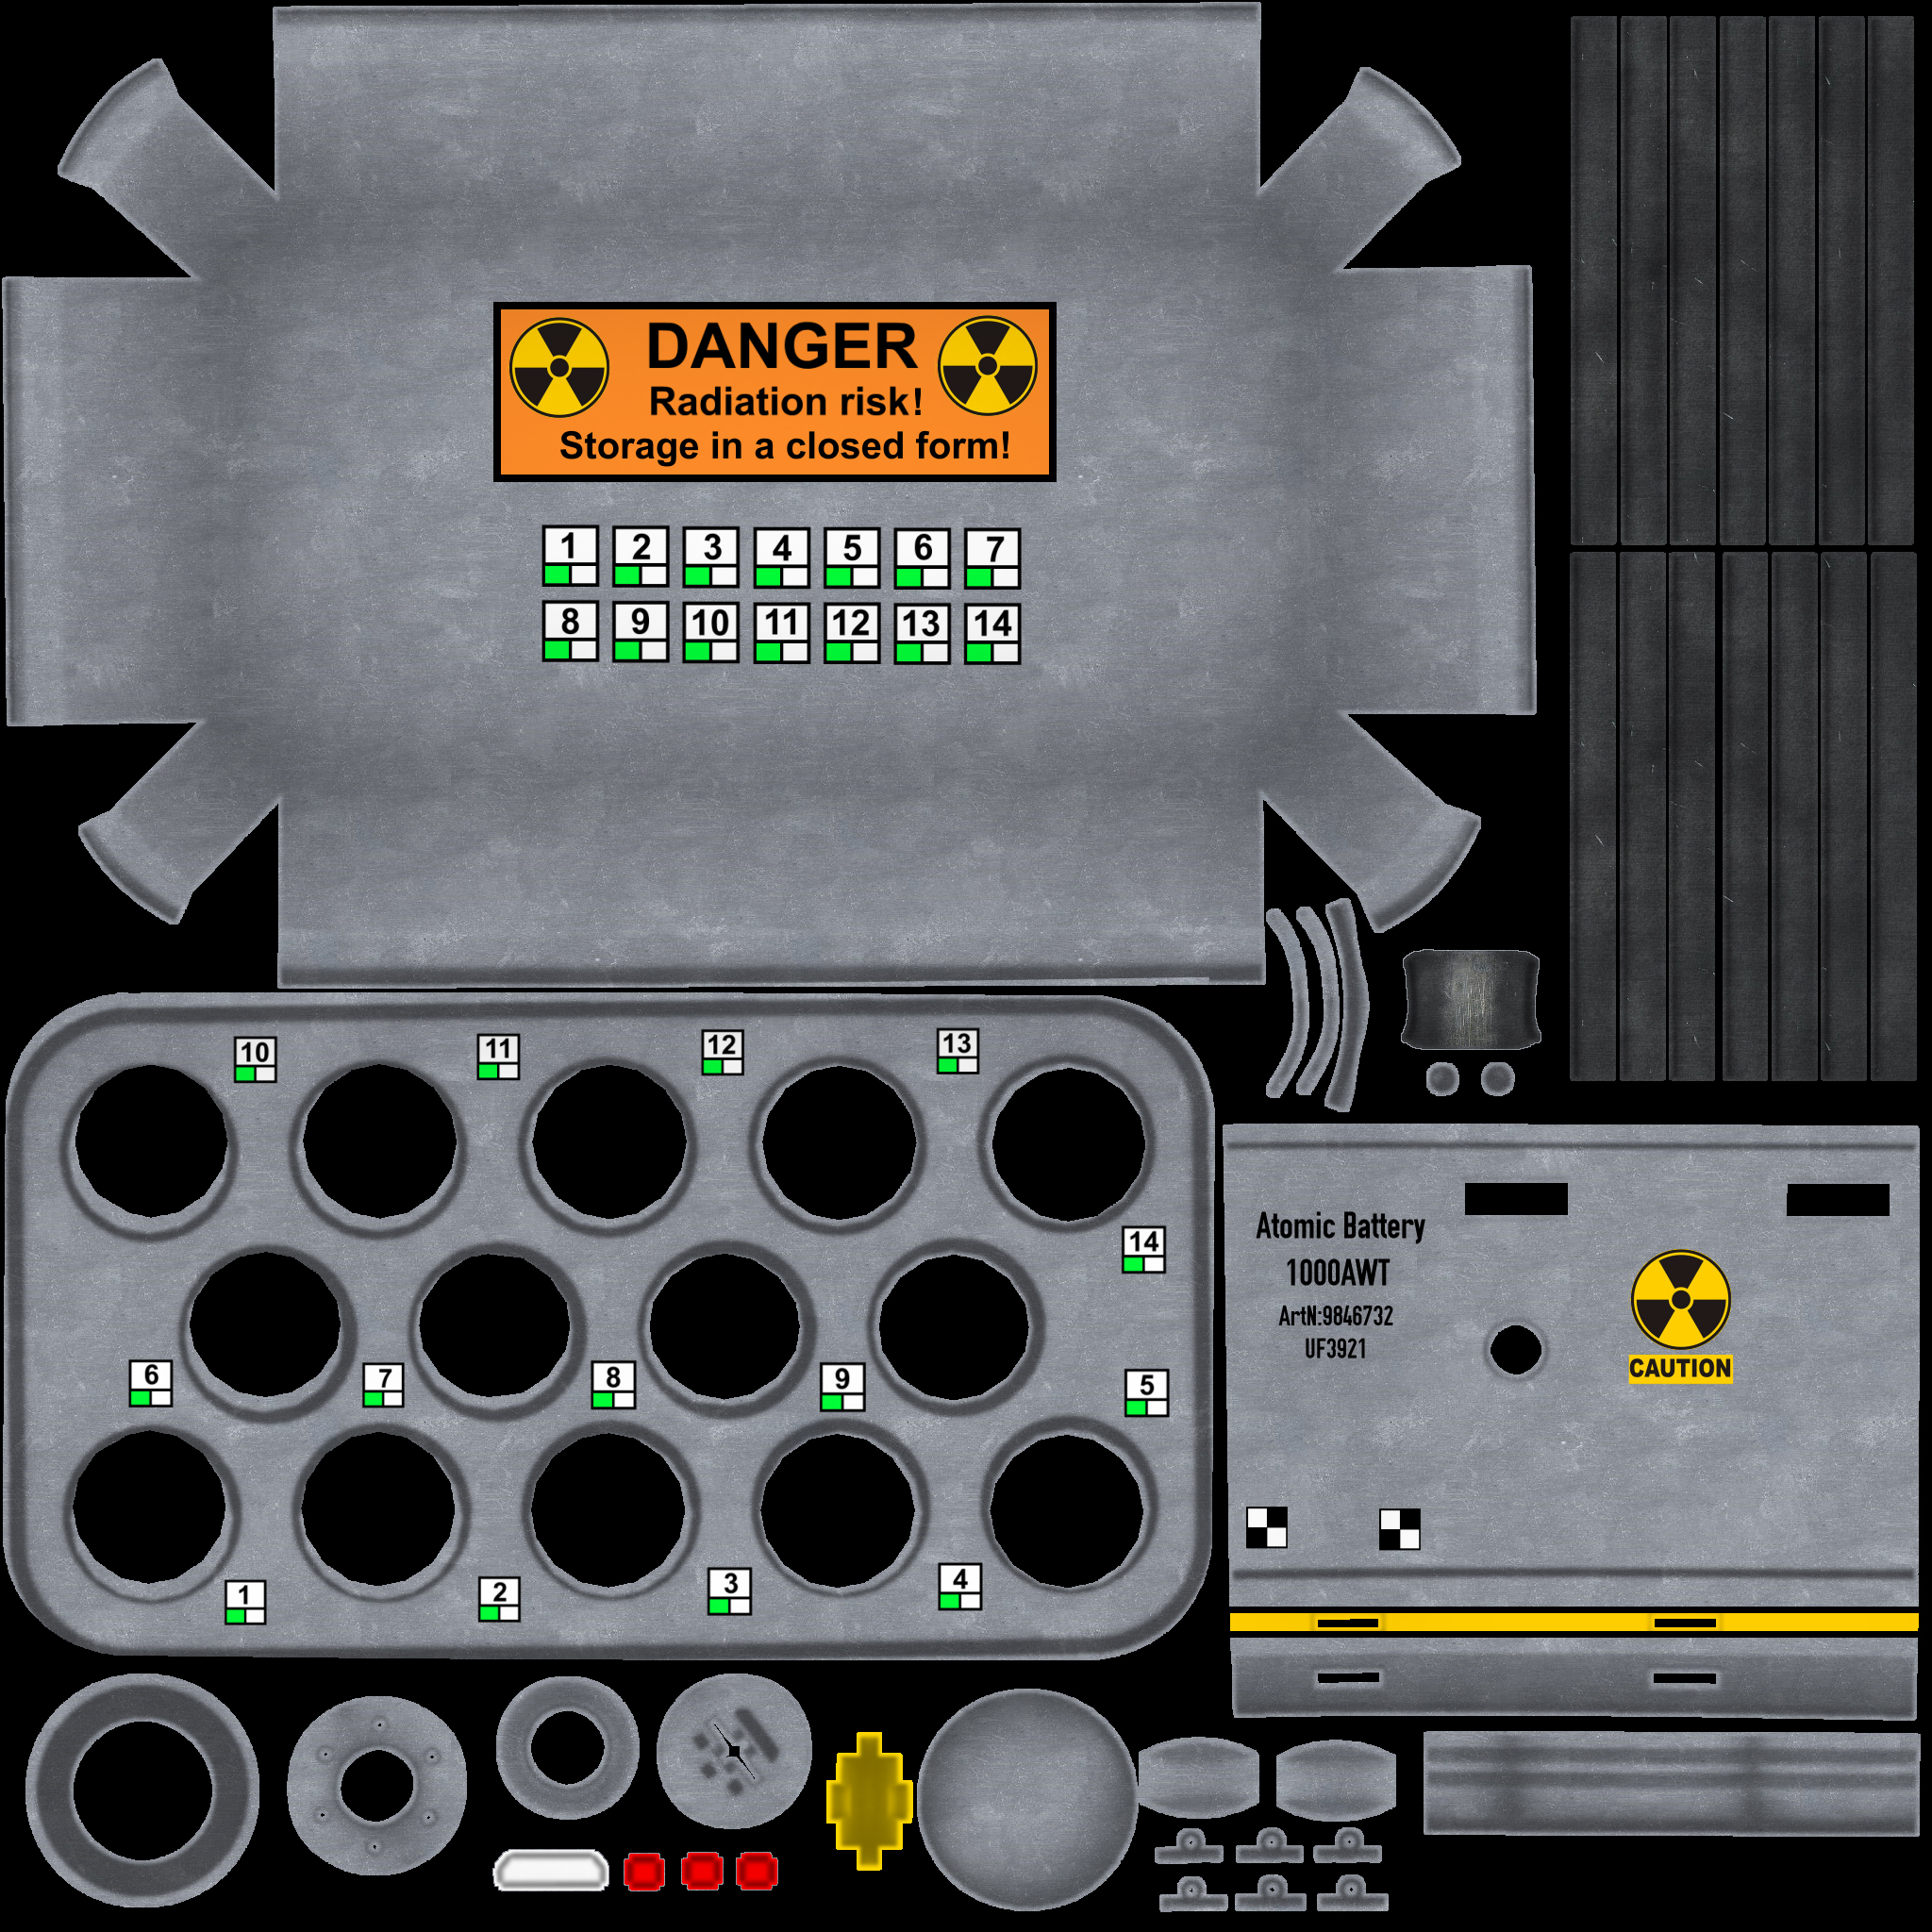 DANGER
Radiation risk!
Storage in a closed form!
1 2 3 4 5 6 7
8 9 10 11 12 13 14
10 11 12 13
14
6 7 8 9 5
1 2 3 4
Atomic Battery
1000AWT
ArtN:9846732
UF3921
CAUTION